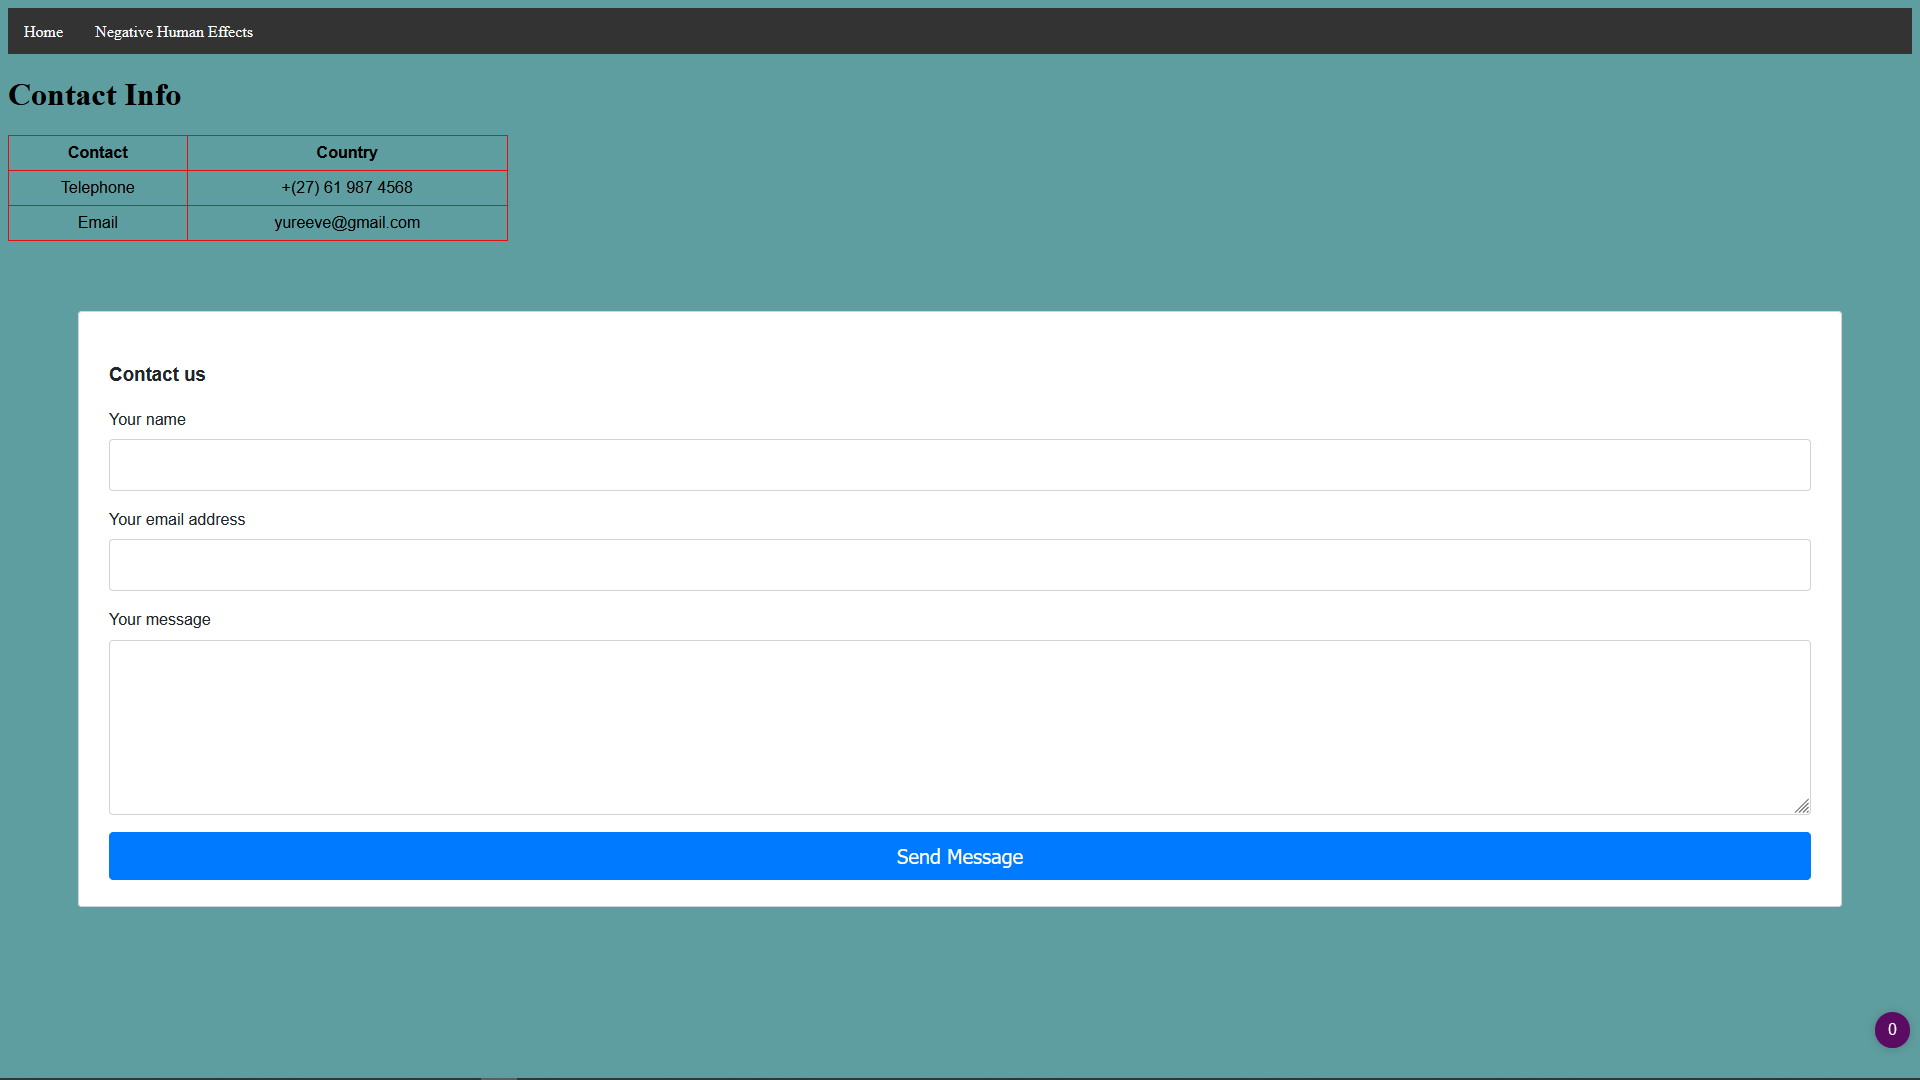 Home Negative Human Effects
Contact Info
Contact Country
Telephone +(27) 61 987 4568
Email yureeve@gmail.com
Contact us
Your name
Your email address
Your message
Send Message
0